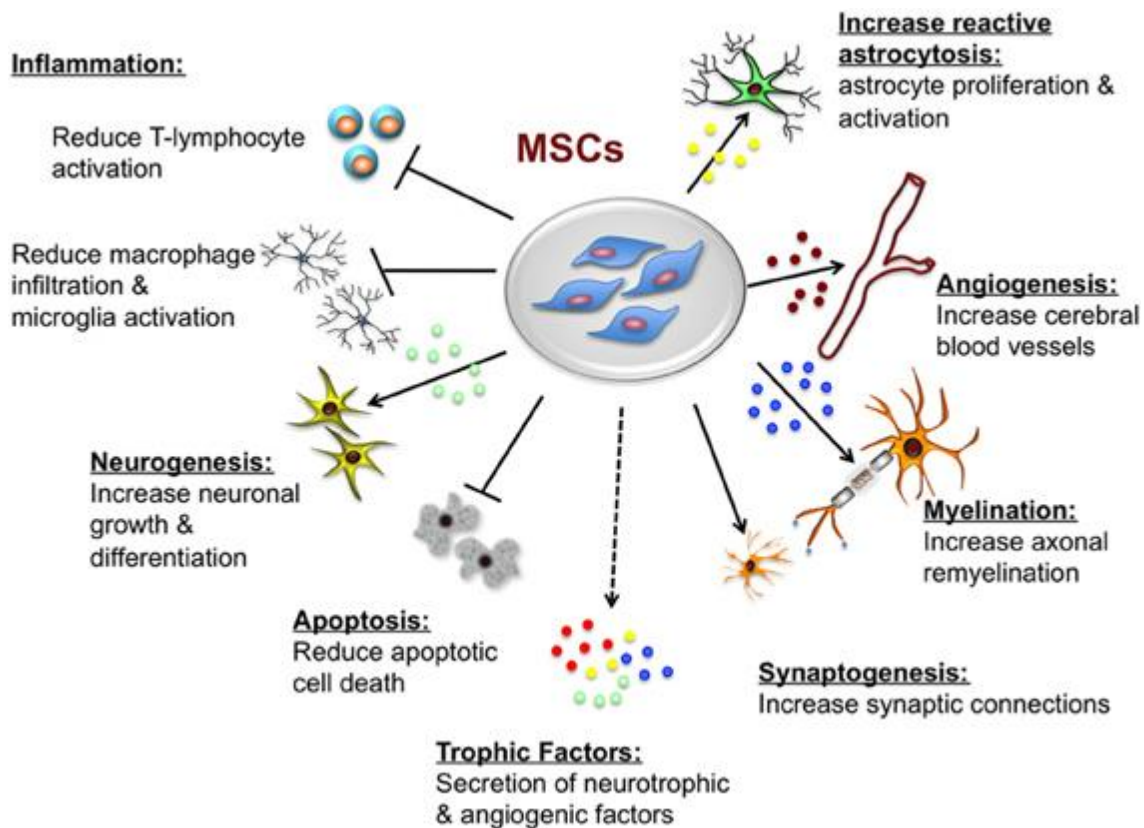 Inflammation:
Reduce T-lymphocyte
activation
Reduce macrophage
infiltration &
microglia activation
Neurogenesis:
Increase neuronal
growth &
differentiation
Apoptosis:
Reduce apoptotic
cell death
Trophic Factors:
Secretion of neurotrophic
& angiogenic factors
MSCs
Increase reactive
astrocytosis:
astrocyte proliferation &
activation
Angiogenesis:
Increase cerebral
blood vessels
Myelination:
Increase axonal
remyelination
Synaptogenesis:
Increase synaptic connections